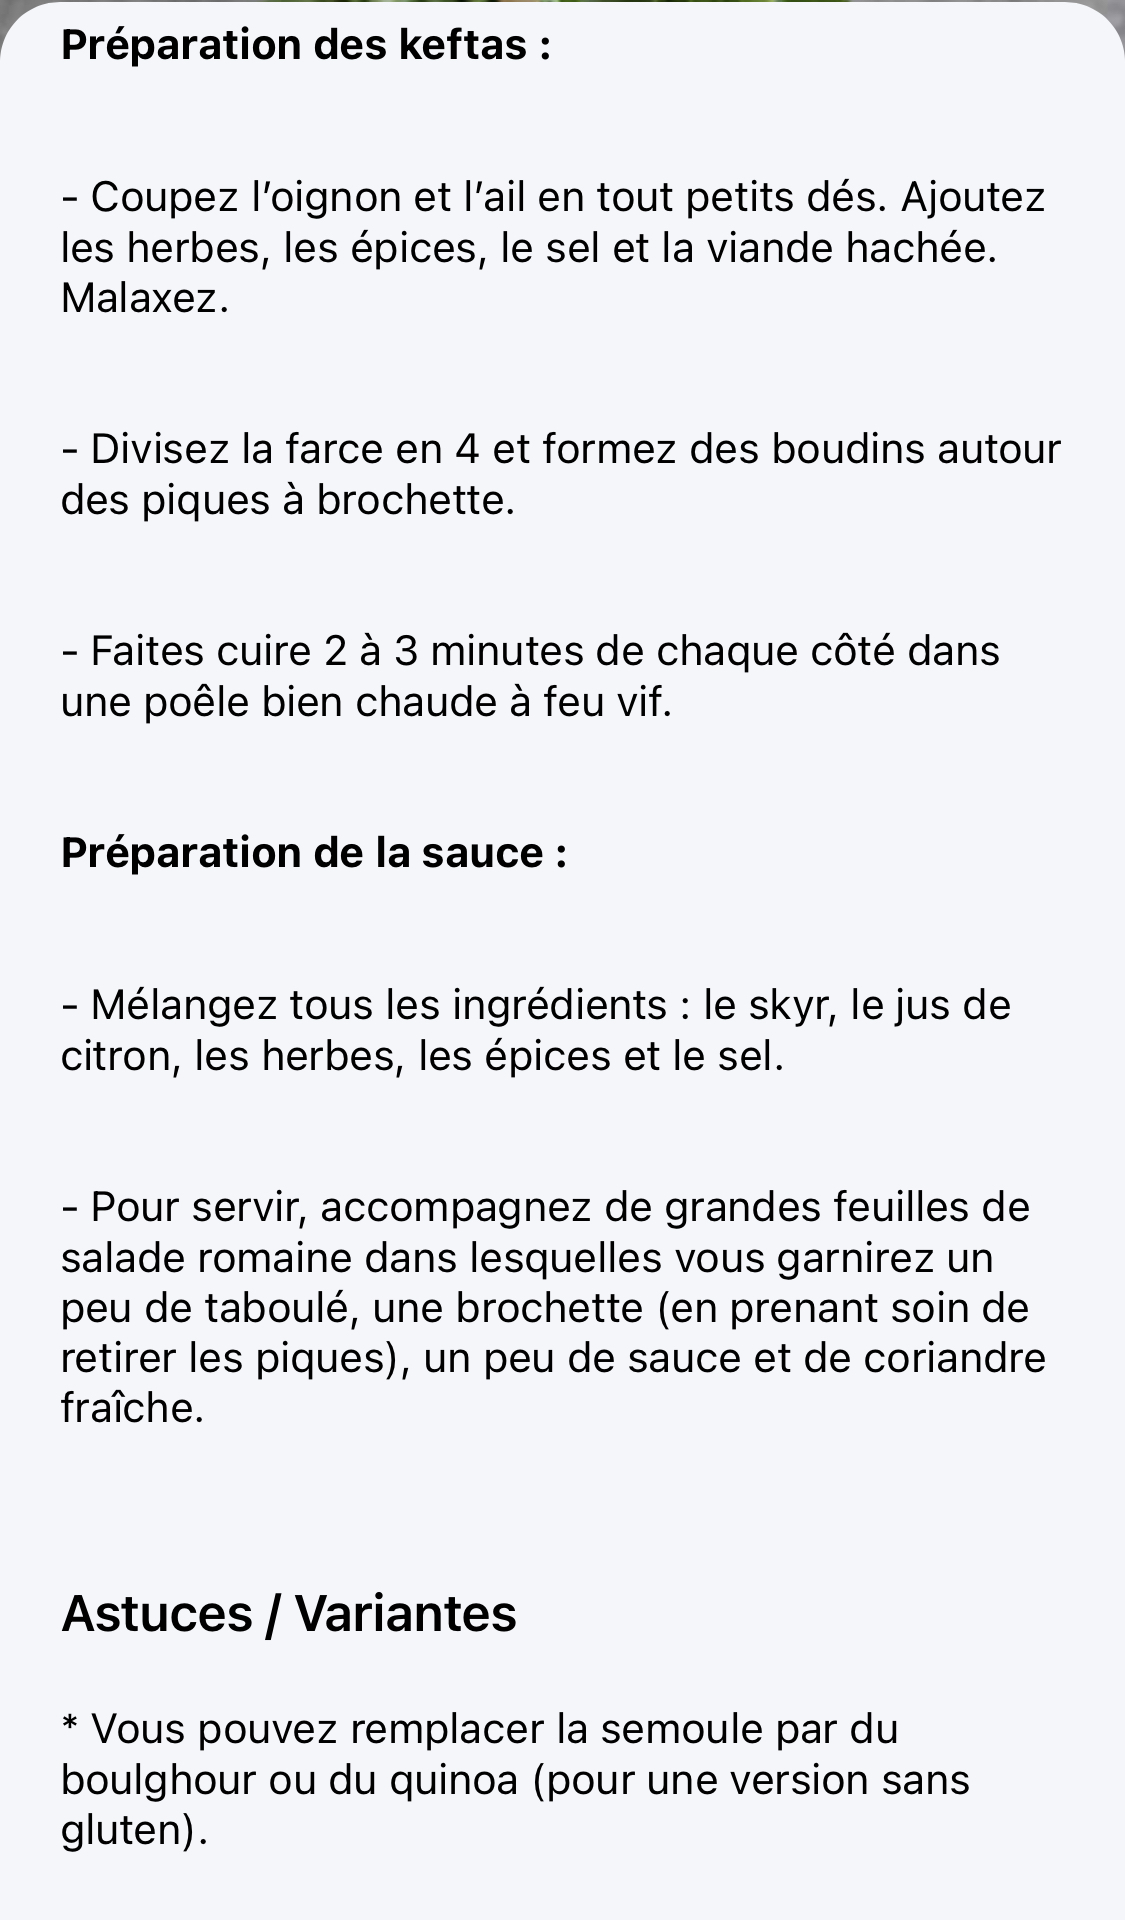 Préparation des keftas :
- Coupez l’oignon et l’ail en tout petits dés. Ajoutez
les herbes, les épices, le sel et la viande hachée.
Malaxez.
- Divisez la farce en 4 et formez des boudins autour
des piques à brochette.
- Faites cuire 2 à 3 minutes de chaque côté dans
une poêle bien chaude à feu vif.
Préparation de la sauce :
- Mélangez tous les ingrédients : le skyr, le jus de
citron, les herbes, les épices et le sel.
- Pour servir, accompagnez de grandes feuilles de
salade romaine dans lesquelles vous garnirez un
peu de taboulé, une brochette (en prenant soin de
retirer les piques), un peu de sauce et de coriandre
fraîche.
Astuces / Variantes
* Vous pouvez remplacer la semoule par du
boulghour ou du quinoa (pour une version sans
gluten).